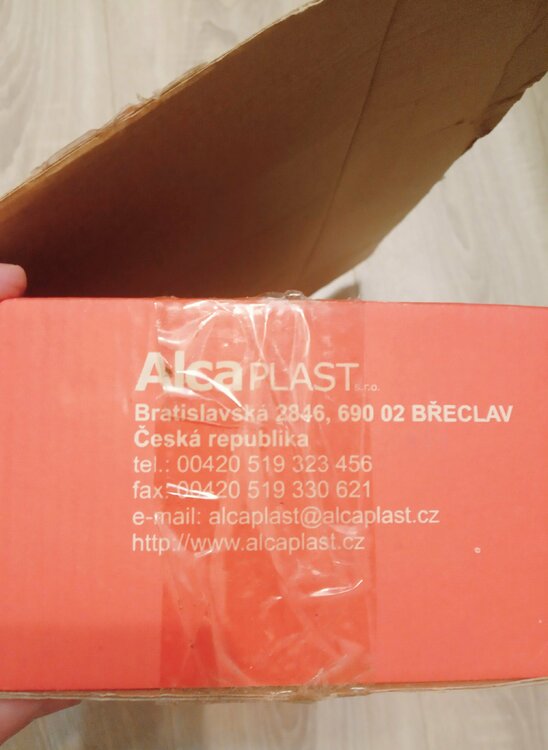 AlcaPLAST s.r.o.
Bratislavská 2846, 690 02 BŘECLAV
Česká republika
tel.: 00420 519 323 456
fax: 00420 519 330 621
e-mail: alcaplast@alcaplast.cz
http://www.alcaplast.cz